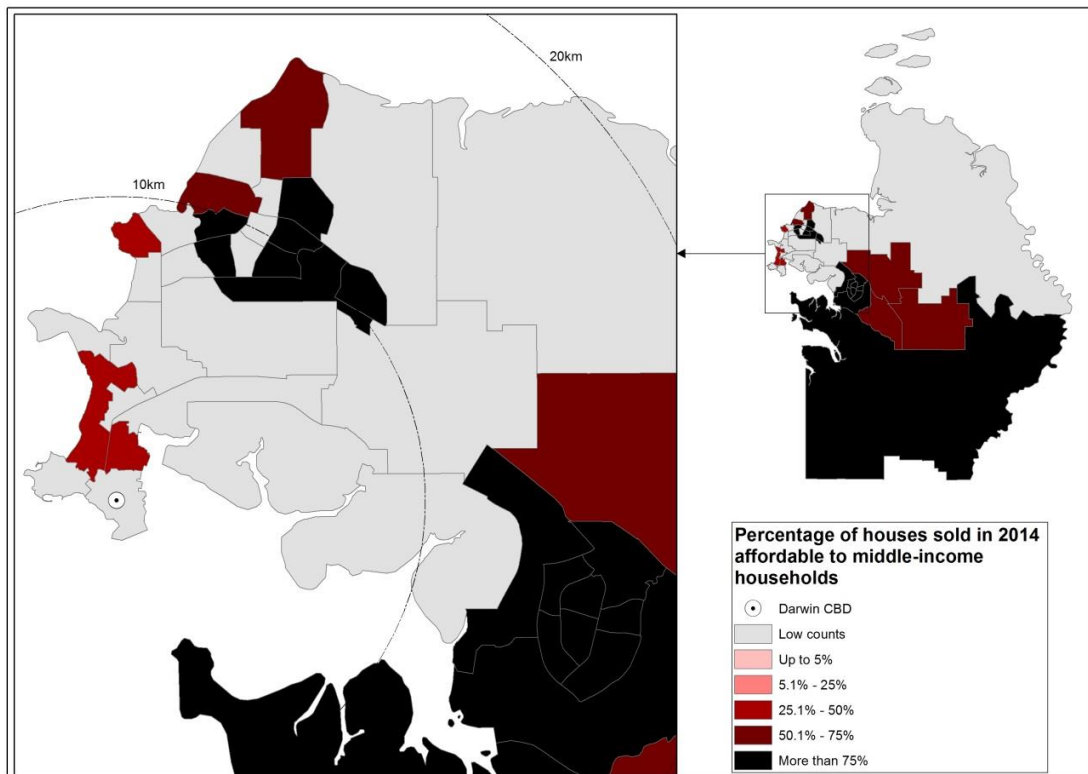 20km
10km
Percentage of houses sold in 2014
affordable to middle-income
households
Darwin CBD
Low counts
Up to 5%
5.1% - 25%
25.1% - 50%
50.1% - 75%
More than 75%